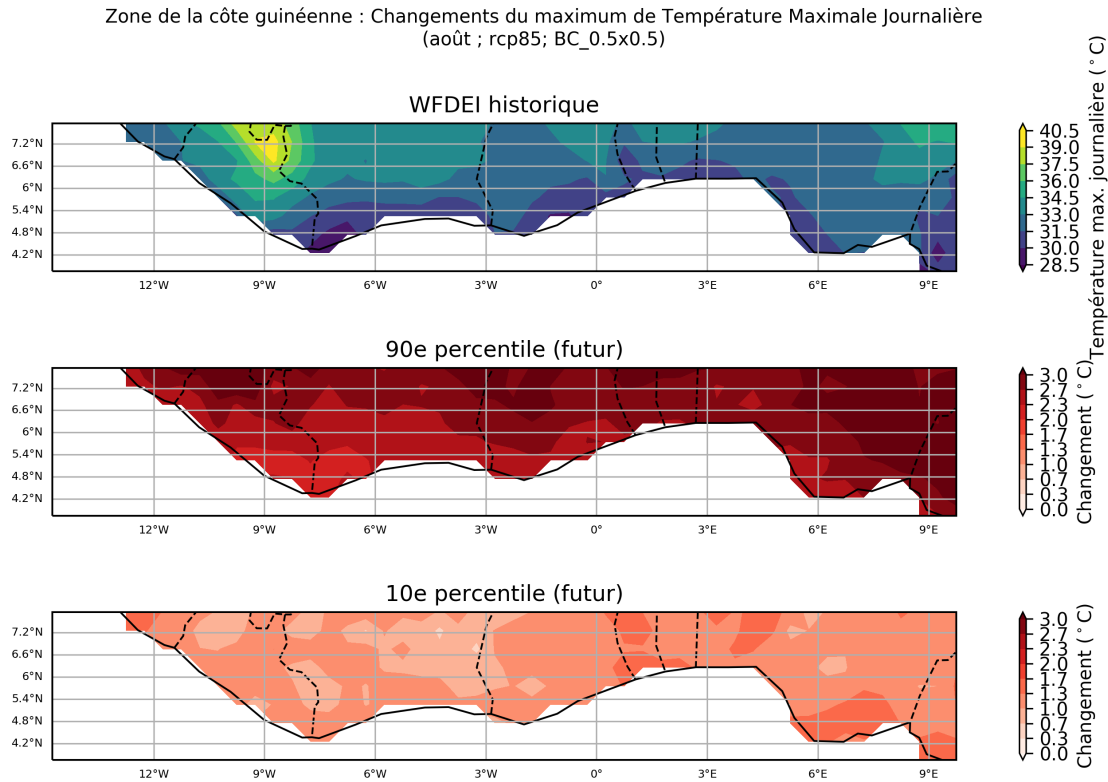 Zone de la côte guinéenne : Changements du maximum de Température Maximale Journalière
(août ; rcp85; BC_0.5x0.5)
WFDEI historique
7.2°N
6.6°N
6°N
5.4°N
4.8°N
4.2°N
12°W 9°W 6°W 3°W 0° 3°E 6°E 9°E
40.5
39.0
37.5
36.0
34.5
33.0
31.5
30.0
28.5
Température max. journalière (°C)
90e percentile (futur)
7.2°N
6.6°N
6°N
5.4°N
4.8°N
4.2°N
12°W 9°W 6°W 3°W 0° 3°E 6°E 9°E
3.0
2.7
2.3
2.0
1.7
1.3
1.0
0.7
0.3
0.0
Changement (°C)
10e percentile (futur)
7.2°N
6.6°N
6°N
5.4°N
4.8°N
4.2°N
12°W 9°W 6°W 3°W 0° 3°E 6°E 9°E
3.0
2.7
2.3
2.0
1.7
1.3
1.0
0.7
0.3
0.0
Changement (°C)